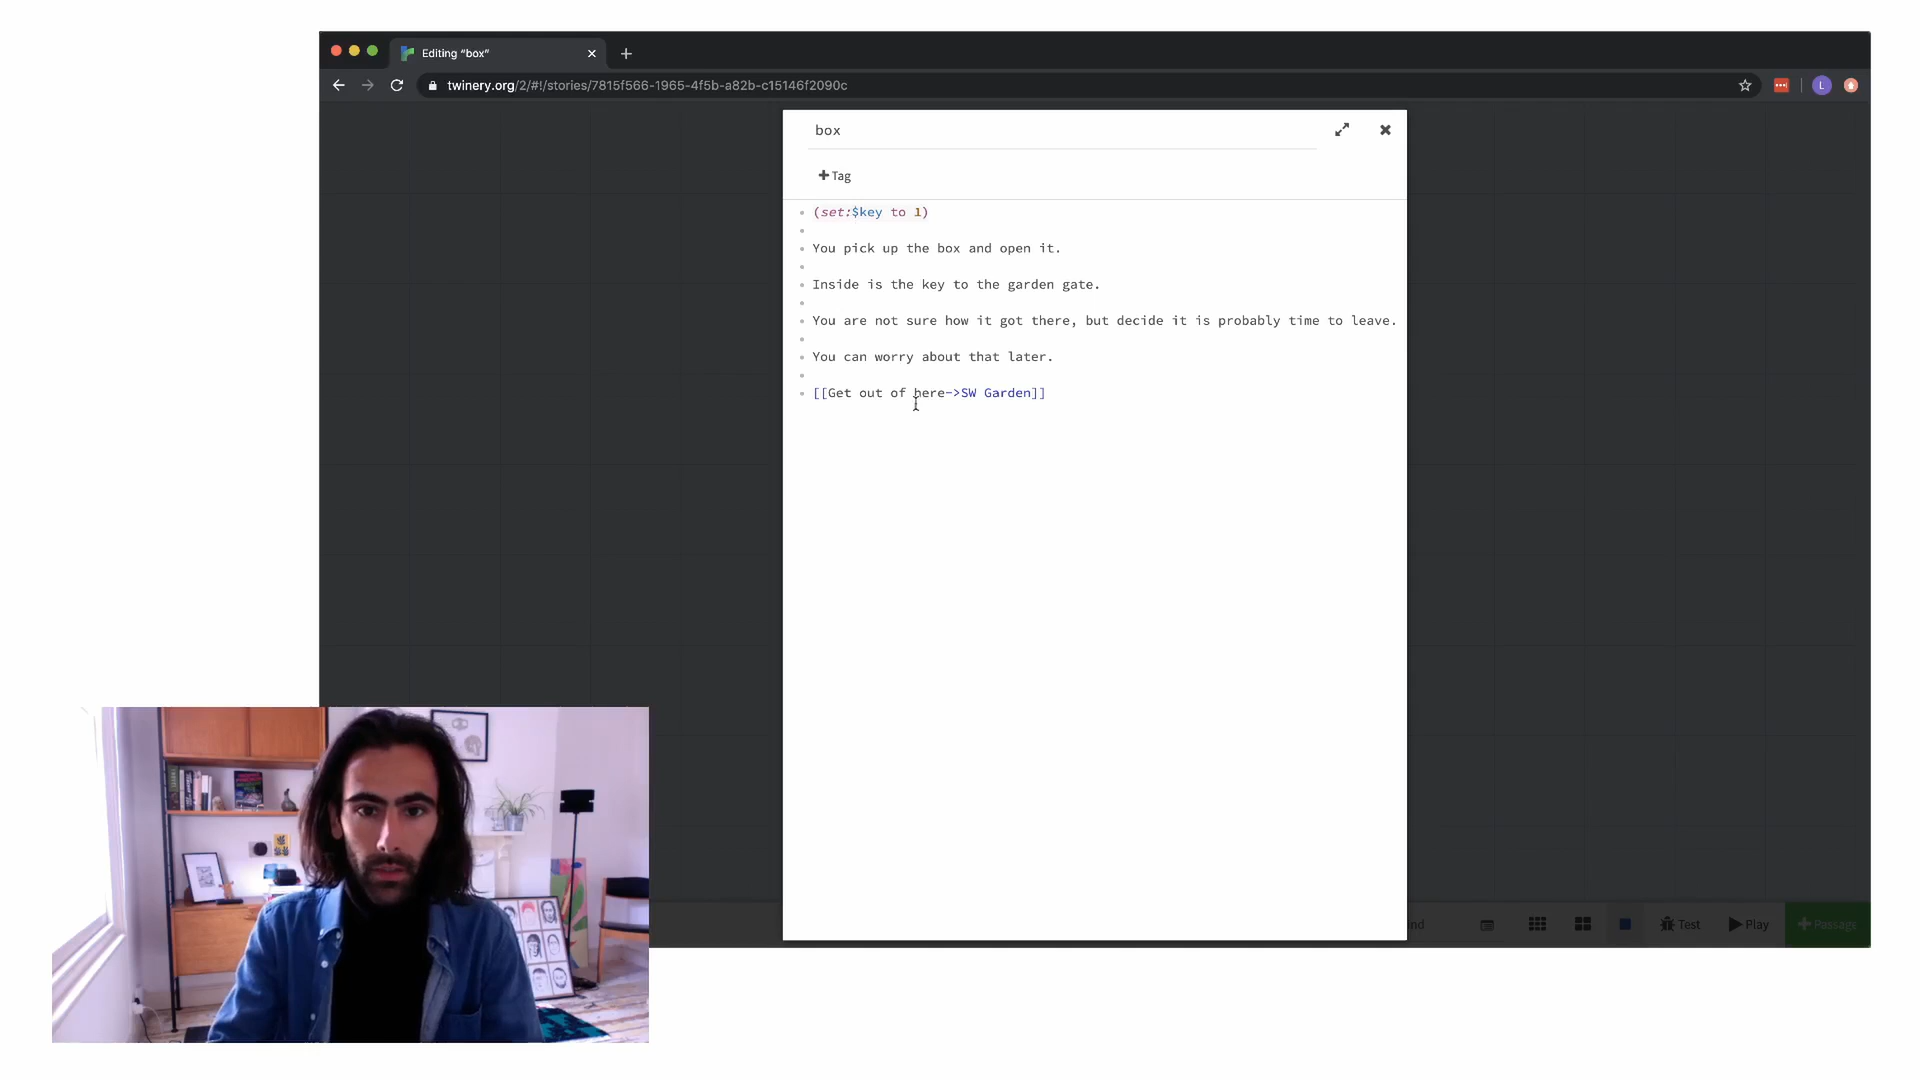 Editing “box”
twinery.org/2/#!/stories/7815f566-1965-4f5b-a82b-c15146f2090c
L
box
Tag
(set:$key to 1)
You pick up the box and open it.
Inside is the key to the garden gate.
You are not sure how it got there, but decide it is probably time to leave.
You can worry about that later.
[[Get out of here->SW Garden]]
Test
Play
Passage